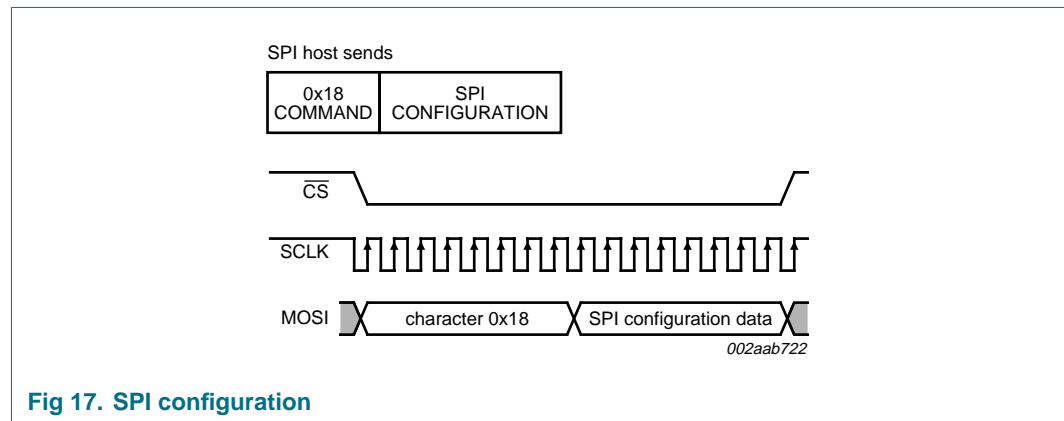 SPI host sends
0x18
COMMAND
SPI
CONFIGURATION
CS
SCLK
MOSI
character 0x18
SPI configuration data
002aab722
Fig 17. SPI configuration